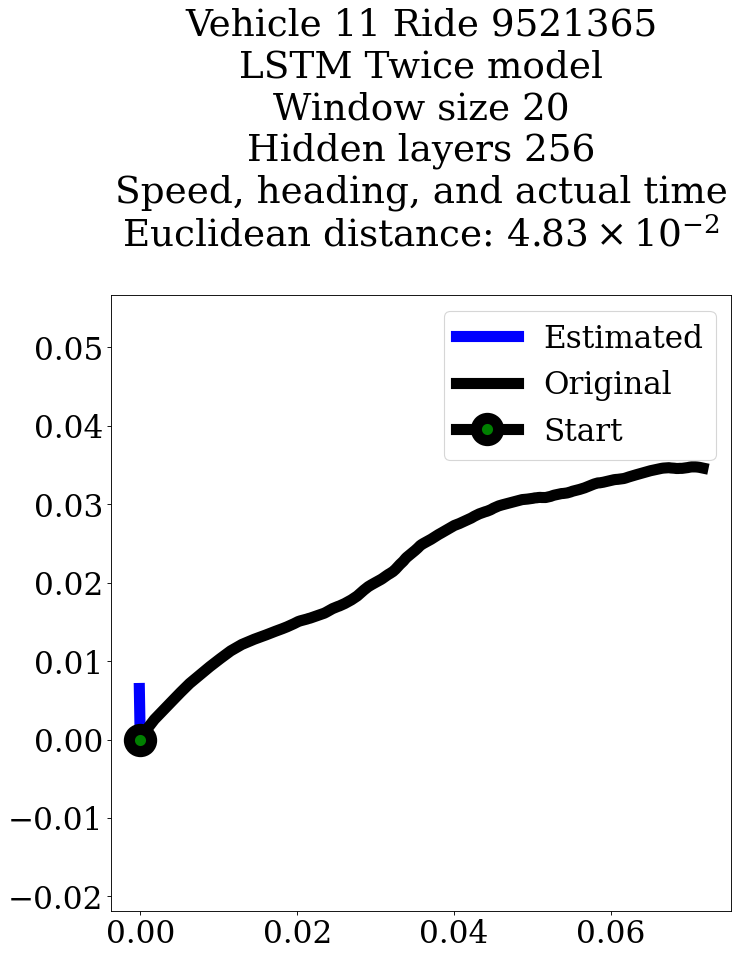 Vehicle 11 Ride 9521365
LSTM Twice model
Window size 20
Hidden layers 256
Speed, heading, and actual time
Euclidean distance: 4.83 × 10⁻²
Estimated
Original
Start
0.05
0.04
0.03
0.02
0.01
0.00
−0.01
−0.02
0.00 0.02 0.04 0.06